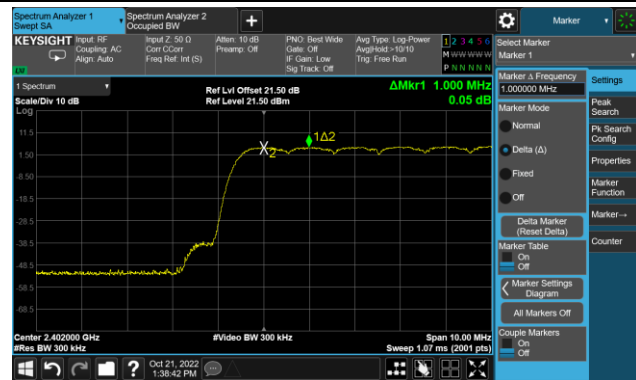 Spectrum Analyzer 1
Swept SA
Spectrum Analyzer 2
Occupied BW
Marker
KEYSIGHT
Input: RF
Coupling: AC
Align: Auto
Input Z: 50 Ω
Corr CCorr
Freq Ref: Int (S)
Atten: 10 dB
Preamp: Off
PNO: Best Wide
Gate: Off
IF Gain: Low
Sig Track: Off
Avg Type: Log-Power
Avg|Hold:>10/10
Trig: Free Run
1 2 3 4 5 6
M W W W W W
P N N N N N
LW
1 Spectrum
Scale/Div 10 dB
Log
Ref Lvl Offset 21.50 dB
Ref Level 21.50 dBm
ΔMkr1 1.000 MHz
0.05 dB
11.5
1.50
-8.50
-18.5
-28.5
-38.5
-48.5
-58.5
-68.5
1Δ2
X2
Center 2.402000 GHz
#Res BW 300 kHz
#Video BW 300 kHz
Span 10.00 MHz
Sweep 1.07 ms (2001 pts)
Select Marker
Marker 1
Marker Δ Frequency
1.000000 MHz
Marker Mode
Normal
Delta (Δ)
Fixed
Off
Delta Marker
(Reset Delta)
Marker Table
On
Off
Marker Settings
Diagram
All Markers Off
Couple Markers
On
Off
Settings
Peak
Search
Pk Search
Config
Properties
Marker
Function
Marker→
Counter
?
Oct 21, 2022
1:38:42 PM